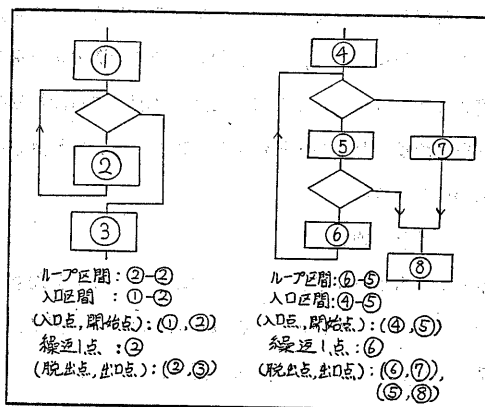 ①
②
③
ループ区間:②-②
入口区間 :①-②
(入口点,開始点):(①,②)
繰返し点 :②
(脱出点,出口点):(②,③)
④
⑤
⑦
⑥
⑧
ループ区間:⑥-⑤
入口区間:④-⑤
(入口点,開始点):(④,⑤)
繰返し点:⑥
(脱出点,出口点):(⑥,⑦),
(⑤,⑧)